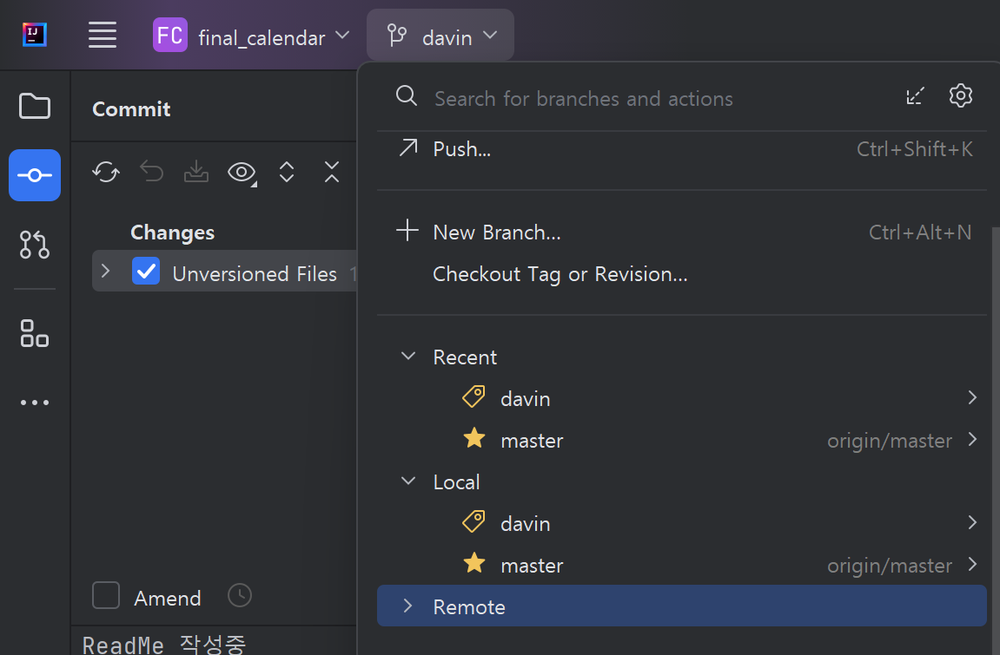 IJ
FC final_calendar davin
Search for branches and actions
Commit
Push... Ctrl+Shift+K
Changes
New Branch... Ctrl+Alt+N
Unversioned Files 1
Checkout Tag or Revision...
Recent
davin
master origin/master
Local
davin
master origin/master
Amend
Remote
ReadMe 작성중